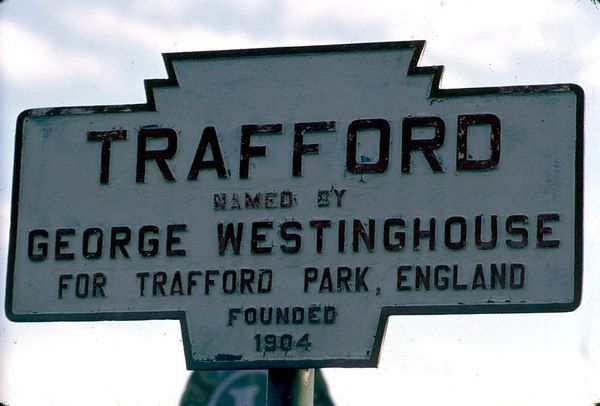 TRAFFORD
NAMED BY
GEORGE WESTINGHOUSE
FOR TRAFFORD PARK, ENGLAND
FOUNDED
1904